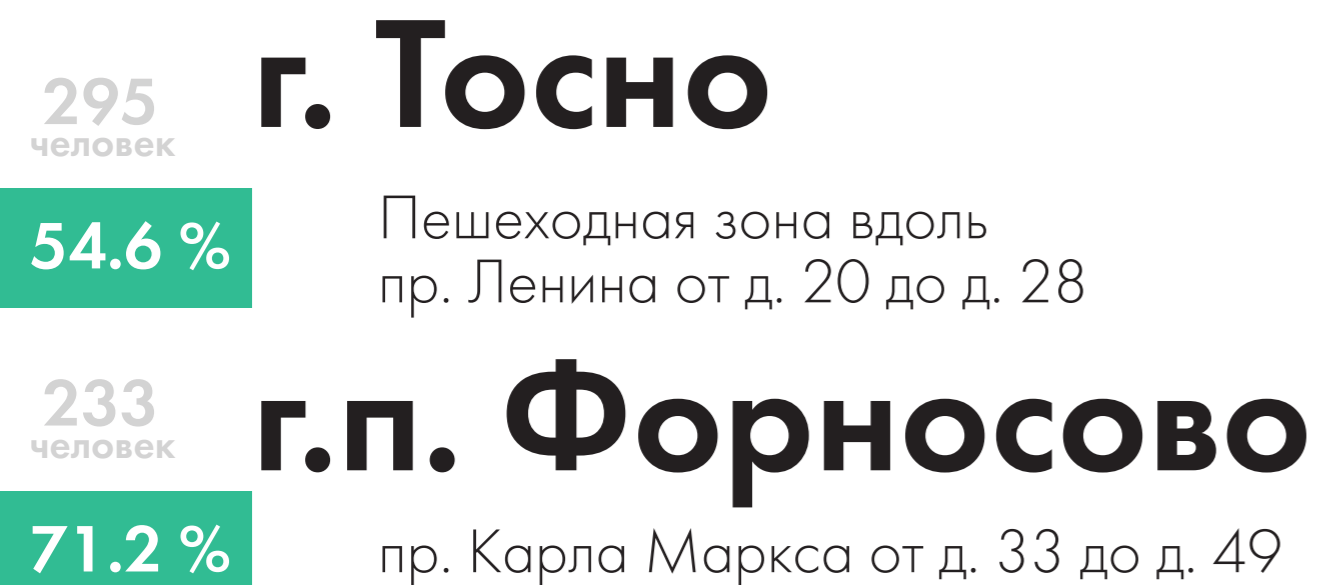 г. Тосно
295
человек
54.6 %
Пешеходная зона вдоль
пр. Ленина от д. 20 до д. 28
г.п. Форносово
233
человек
71.2 %
пр. Карла Маркса от д. 33 до д. 49